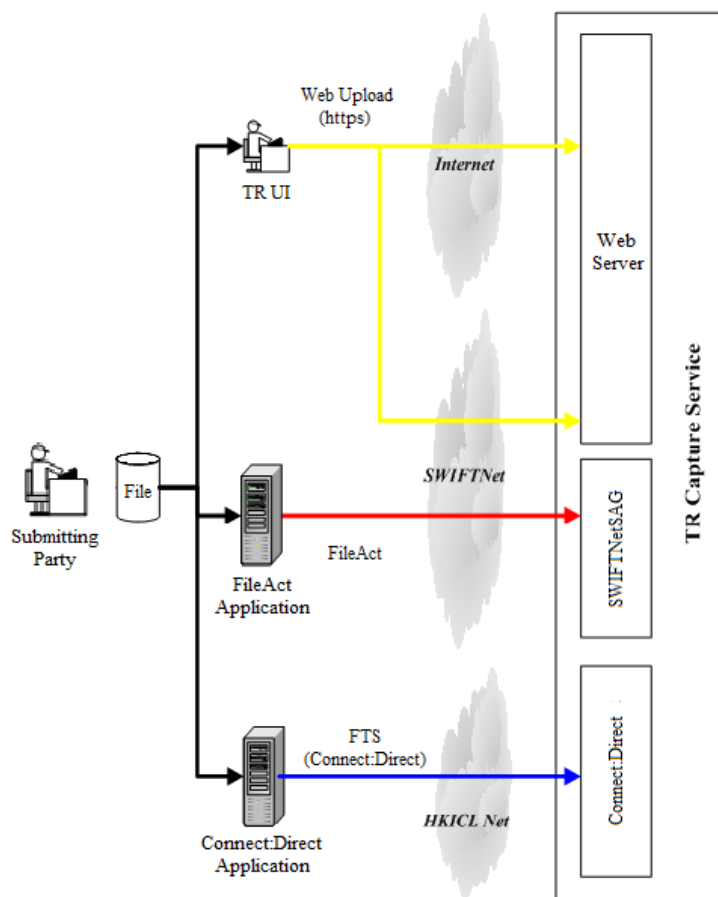 Web Upload
(https)
Internet
TR UI
Web
Server
TR Capture Service
SWIFTNet
File
Submitting
Party
FileAct
FileAct
Application
SWIFTNetSAG
FTS
(Connect:Direct)
HKICL Net
Connect:Direct
Application
Connect:Direct